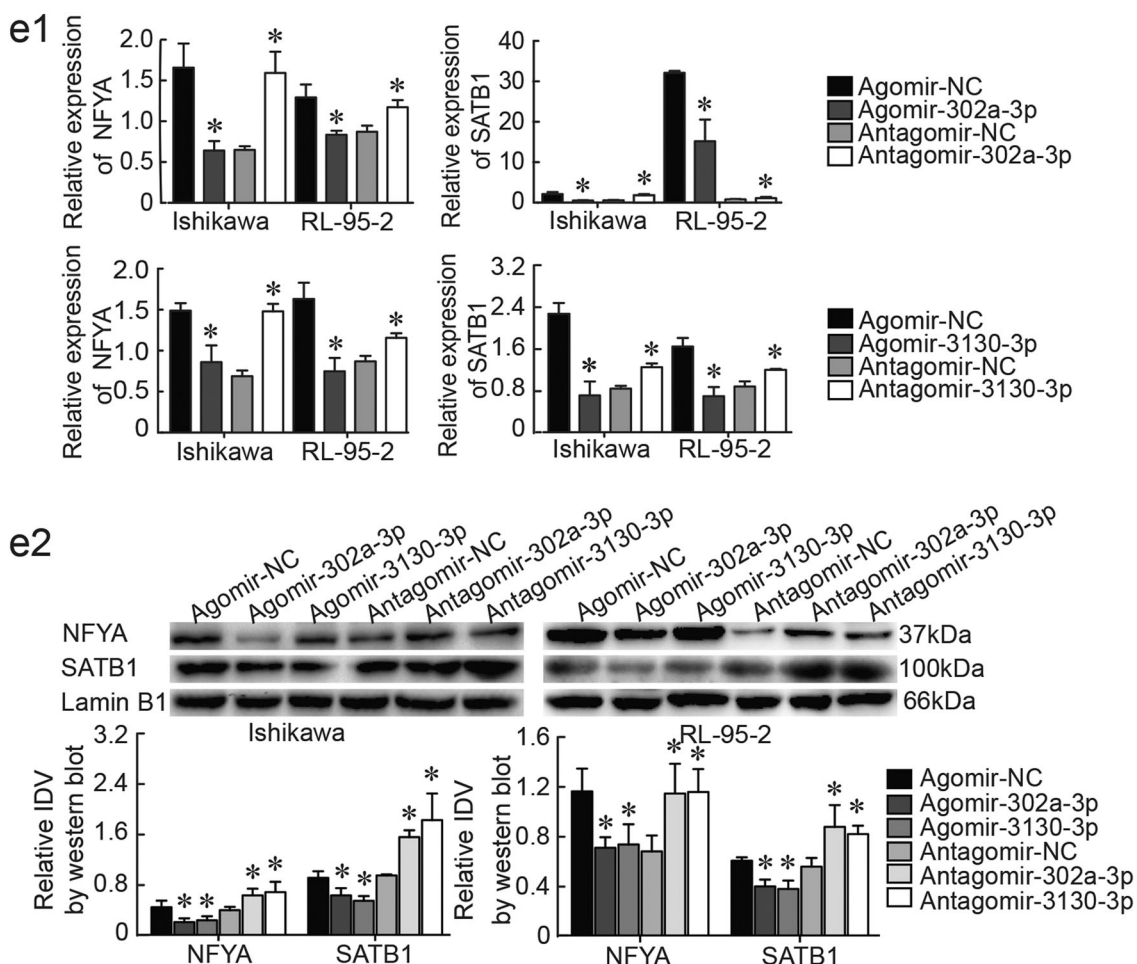 e1
Relative expression
of NFYA
2.0
1.5
1.0
0.5
0
*
*
*
*
Ishikawa
RL-95-2
Relative expression
of SATB1
40
30
20
10
0
*
*
*
*
Ishikawa
RL-95-2
Agomir-NC
Agomir-302a-3p
Antagomir-NC
Antagomir-302a-3p
Relative expression
of NFYA
2.0
1.5
1.0
0.5
0
*
*
*
*
Ishikawa
RL-95-2
Relative expression
of SATB1
3.2
2.4
1.6
0.8
0
*
*
*
*
Ishikawa
RL-95-2
Agomir-NC
Agomir-3130-3p
Antagomir-NC
Antagomir-3130-3p
e2
Agomir-NC
Agomir-302a-3p
Agomir-3130-3p
Antagomir-NC
Antagomir-302a-3p
Antagomir-3130-3p
Agomir-NC
Agomir-302a-3p
Agomir-3130-3p
Antagomir-NC
Antagomir-302a-3p
Antagomir-3130-3p
NFYA
37kDa
SATB1
100kDa
Lamin B1
66kDa
Ishikawa
RL-95-2
Relative IDV
by western blot
3.2
2.4
1.6
0.8
0
*
*
*
*
*
*
*
*
NFYA
SATB1
Relative IDV
by western blot
1.6
1.2
0.8
0.4
0
*
*
*
*
*
*
*
*
NFYA
SATB1
Agomir-NC
Agomir-302a-3p
Agomir-3130-3p
Antagomir-NC
Antagomir-302a-3p
Antagomir-3130-3p